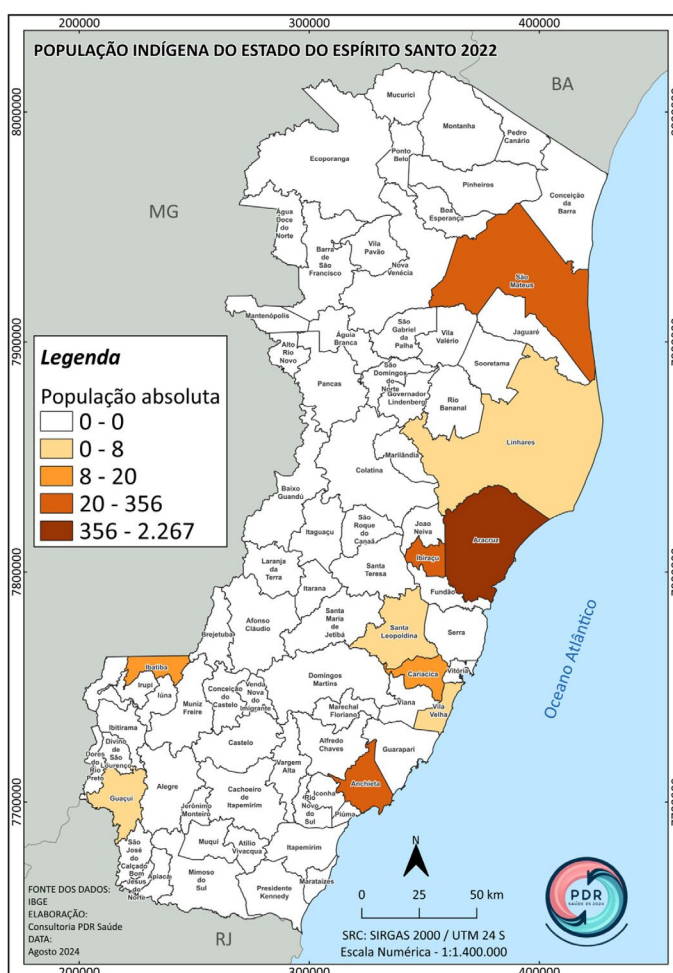 200000
300000
400000
POPULAÇÃO INDÍGENA DO ESTADO DO ESPÍRITO SANTO 2022
BA
8000000
Mucurici
Montanha
Pedro
Canário
Ponto
Belo
Ecoporanga
Pinheiros
Conceição
da
Barra
MG
Água
Doce
do
Norte
Boa
Esperança
Vila
Pavão
Barra
de
São
Francisco
Nova
Venécia
São
Mateus
Mantenópolis
7900000
São
Gabriel
da
Palha
Vila
Valério
Jaguaré
Águia
Branca
Alto
Rio
Novo
Sooretama
São
Domingos
do
Norte
Pancas
Governador
Lindenberg
Rio
Bananal
Linhares
Legenda
População absoluta
0 - 0
0 - 8
8 - 20
20 - 356
356 - 2.267
Marilândia
Colatina
Baixo
Guandú
São
Roque
do
Canaã
Joao
Neiva
Itaguaçu
Aracruz
Ibiraçu
7800000
Laranja
da
Terra
Santa
Teresa
Itarana
Fundão
Santa
Maria
de
Jetibá
Afonso
Cláudio
Brejetuba
Santa
Leopoldina
Serra
Oceano Atlântico
Ibatiba
Cariacica
Vitória
Irupi
Iúna
Conceição
do
Castelo
Venda
Nova
do
Imigrante
Domingos
Martins
Muniz
Freire
Marechal
Floriano
Viana
Vila
Velha
Ibitirama
Divino
de
São
Lourenço
Dores
do
Rio
Preto
Castelo
Alfredo
Chaves
Guarapari
Vargem
Alta
Guaçuí
Alegre
Anchieta
7700000
Cachoeiro
de
Itapemirim
Jerônimo
Monteiro
Iconha
Rio
Novo
do
Sul
Piúma
São
José
do
Calçado
Muqui
Atílio
Vivacqua
Itapemirim
Bom
Jesus
do
Norte
Apiacá
Mimoso
do
Sul
Presidente
Kennedy
Marataízes
N
0 25 50 km
SRC: SIRGAS 2000 / UTM 24 S
Escala Numérica - 1:1.400.000
PDR
SAÚDE ES 2024
FONTE DOS DADOS:
IBGE
ELABORAÇÃO:
Consultoria PDR Saúde
DATA:
Agosto 2024
RJ
200000
300000
400000